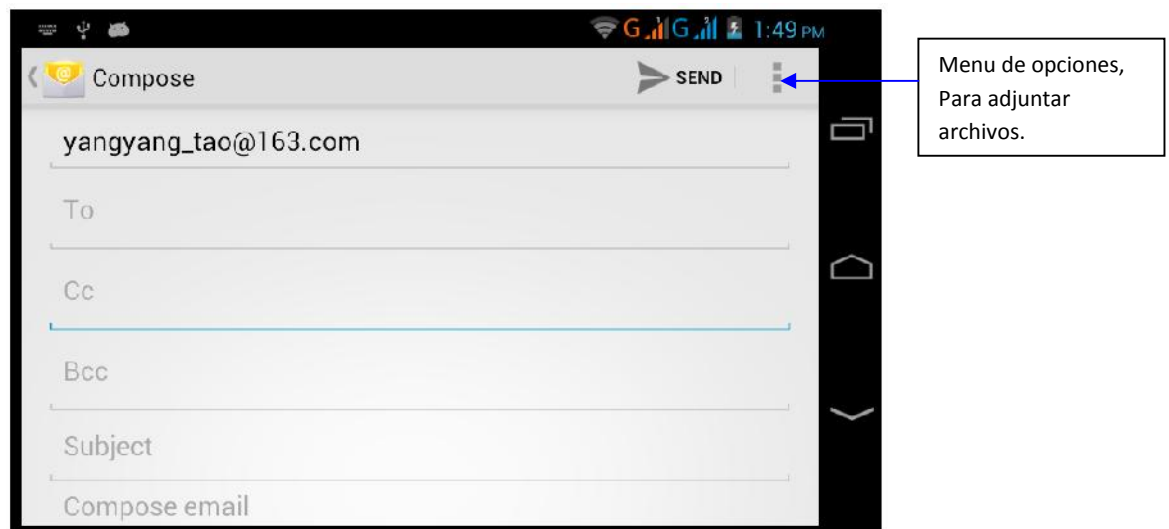 G G 1:49 PM
Compose
SEND
Menu de opciones,
Para adjuntar
archivos.
yangyang_tao@163.com
To
Cc
Bcc
Subject
Compose email